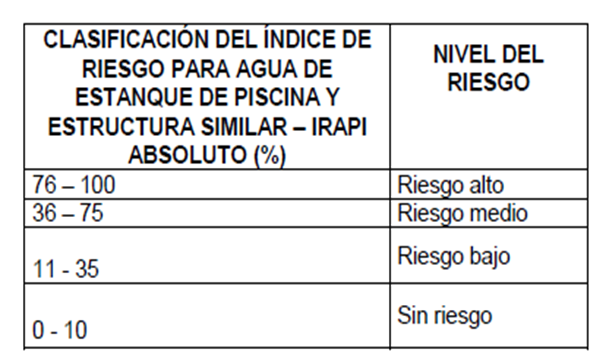 CLASIFICACIÓN DEL ÍNDICE DE
RIESGO PARA AGUA DE
ESTANQUE DE PISCINA Y
ESTRUCTURA SIMILAR – IRAPI
ABSOLUTO (%)
NIVEL DEL
RIESGO
76 – 100
Riesgo alto
36 – 75
Riesgo medio
11 - 35
Riesgo bajo
0 - 10
Sin riesgo